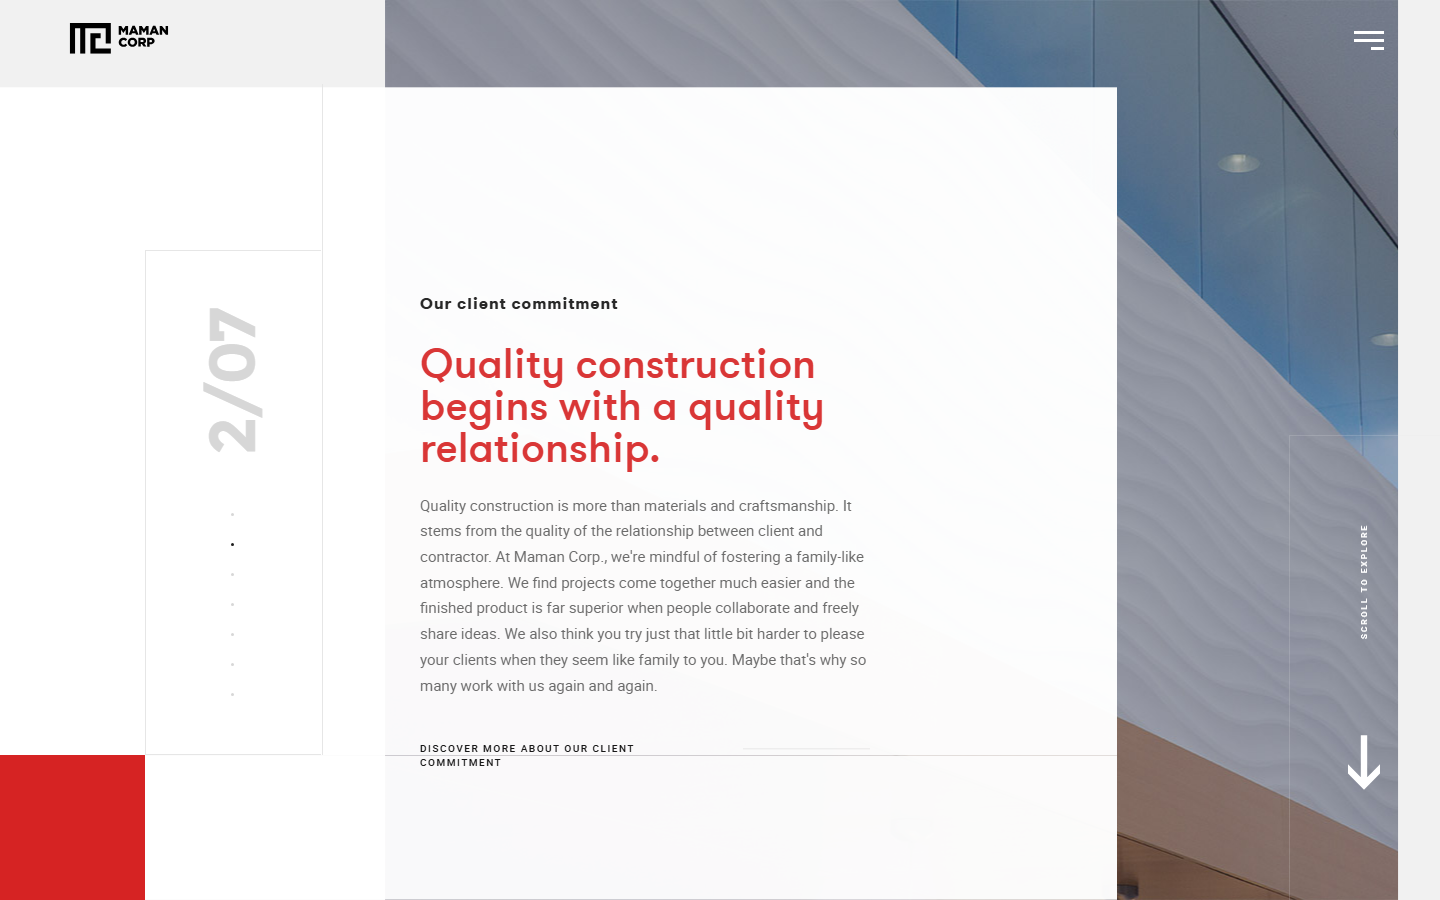 MAMAN
CORP
2/07
Our client commitment
Quality construction
begins with a quality
relationship.
Quality construction is more than materials and craftsmanship. It
stems from the quality of the relationship between client and
contractor. At Maman Corp., we're mindful of fostering a family-like
atmosphere. We find projects come together much easier and the
finished product is far superior when people collaborate and freely
share ideas. We also think you try just that little bit harder to please
your clients when they seem like family to you. Maybe that's why so
many work with us again and again.
DISCOVER MORE ABOUT OUR CLIENT
COMMITMENT
SCROLL TO EXPLORE